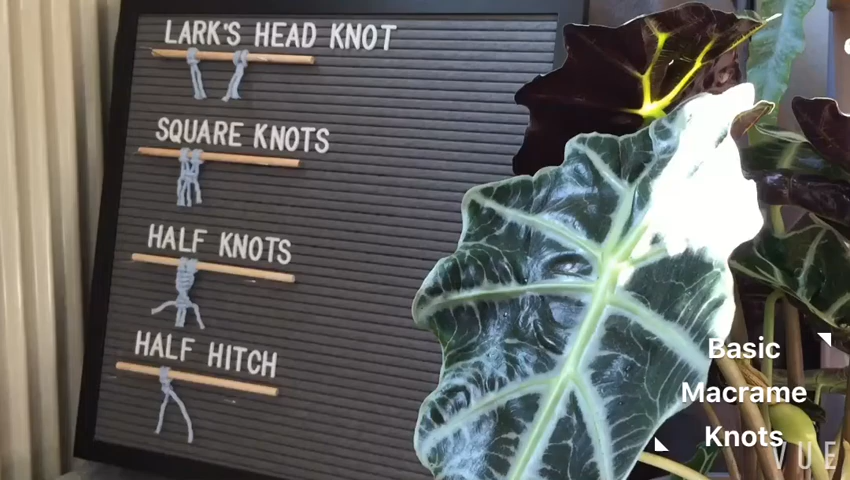 LARK'S HEAD KNOT
SQUARE KNOTS
HALF KNOTS
HALF HITCH
Basic
Macrame
Knots
VUE